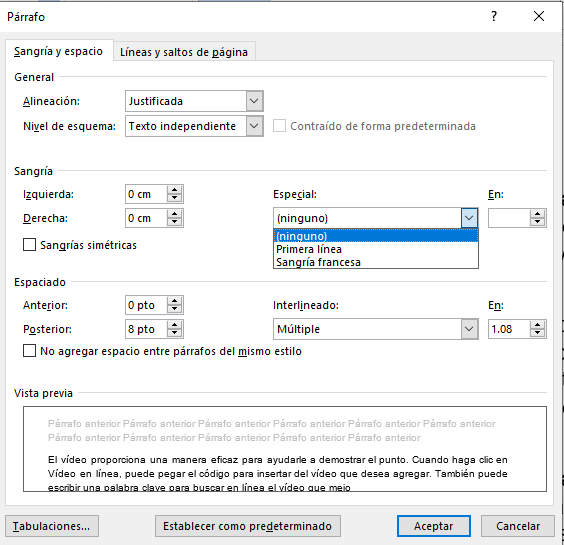 Párrafo ? ×
Sangría y espacio Líneas y saltos de página
General
Alineación: Justificada
Nivel de esquema: Texto independiente Contraído de forma predeterminada
Sangría
Izquierda: 0 cm Especial: En:
Derecha: 0 cm (ninguno)
Sangrías simétricas (ninguno)
Primera línea
Sangría francesa
Espaciado
Anterior: 0 pto Interlineado: En:
Posterior: 8 pto Múltiple 1.08
No agregar espacio entre párrafos del mismo estilo
Vista previa
Párrafo anterior Párrafo anterior Párrafo anterior Párrafo anterior Párrafo anterior Párrafo anterior
Párrafo anterior Párrafo anterior Párrafo anterior Párrafo anterior Párrafo anterior
El vídeo proporciona una manera eficaz para ayudarle a demostrar el punto. Cuando haga clic en
Vídeo en línea, puede pegar el código para insertar del vídeo que desea agregar. También puede
escribir una palabra clave para buscar en línea el vídeo que mejo
Tabulaciones... Establecer como predeterminado Aceptar Cancelar